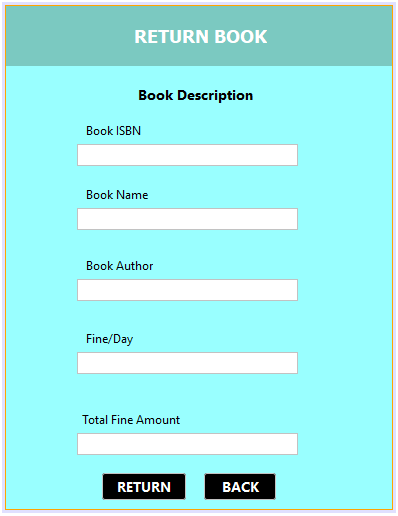 RETURN BOOK
Book Description
Book ISBN
Book Name
Book Author
Fine/Day
Total Fine Amount
RETURN BACK